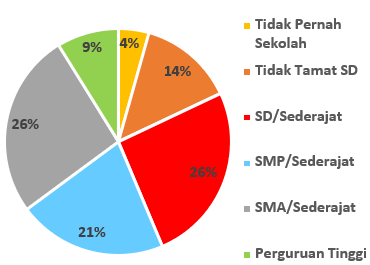 9%
4%
14%
26%
26%
21%
Tidak Pernah
Sekolah
Tidak Tamat SD
SD/Sederajat
SMP/Sederajat
SMA/Sederajat
Perguruan Tinggi